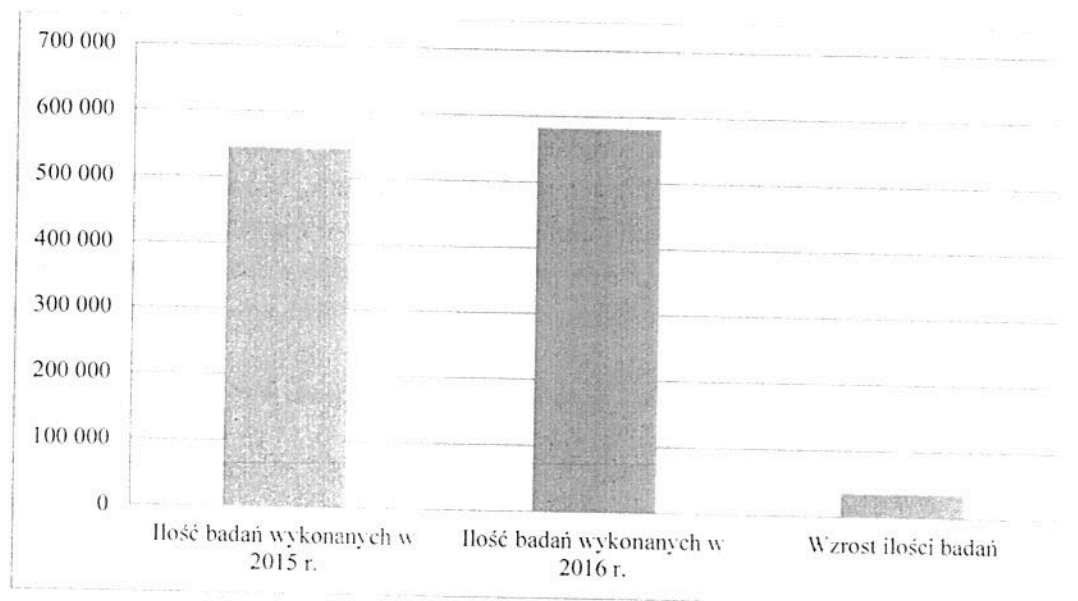 700 000
600 000
500 000
400 000
300 000
200 000
100 000
0
Ilość badań wykonanych w
2015 r.
Ilość badań wykonanych w
2016 r.
Wzrost ilości badań